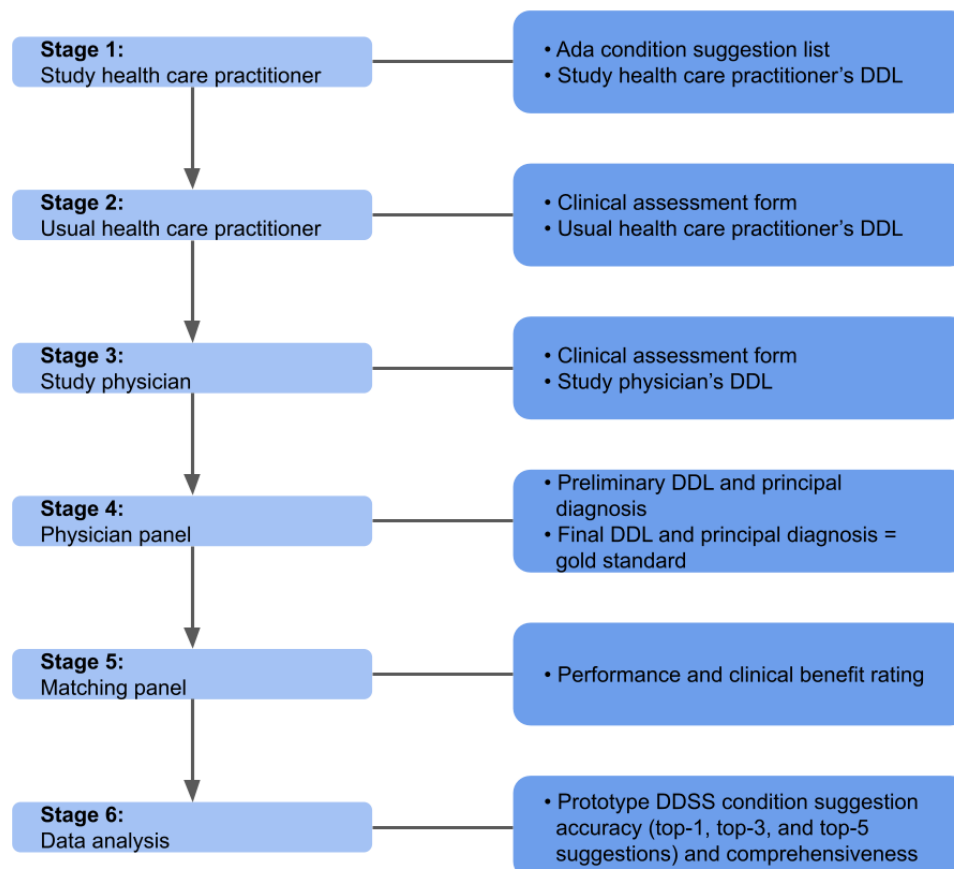 Stage 1:
Study health care practitioner
• Ada condition suggestion list
• Study health care practitioner’s DDL
Stage 2:
Usual health care practitioner
• Clinical assessment form
• Usual health care practitioner’s DDL
Stage 3:
Study physician
• Clinical assessment form
• Study physician’s DDL
Stage 4:
Physician panel
• Preliminary DDL and principal
diagnosis
• Final DDL and principal diagnosis =
gold standard
Stage 5:
Matching panel
• Performance and clinical benefit rating
Stage 6:
Data analysis
• Prototype DDSS condition suggestion
accuracy (top-1, top-3, and top-5
suggestions) and comprehensiveness